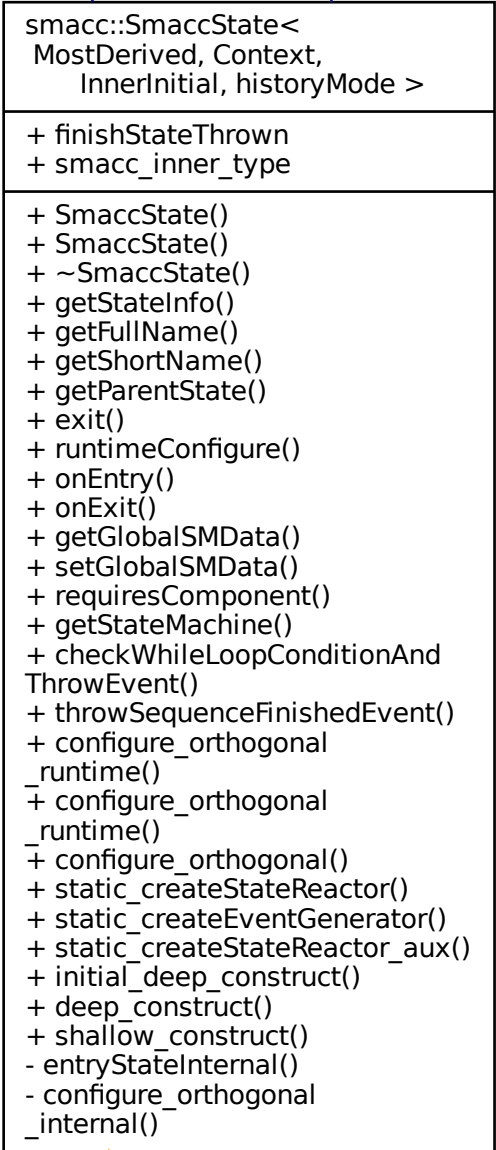 smacc::SmaccState<
MostDerived, Context,
InnerInitial, historyMode >
+ finishStateThrown
+ smacc_inner_type
+ SmaccState()
+ SmaccState()
+ ~SmaccState()
+ getStateInfo()
+ getFullName()
+ getShortName()
+ getParentState()
+ exit()
+ runtimeConfigure()
+ onEntry()
+ onExit()
+ getGlobalSMData()
+ setGlobalSMData()
+ requiresComponent()
+ getStateMachine()
+ checkWhileLoopConditionAnd
ThrowEvent()
+ throwSequenceFinishedEvent()
+ configure_orthogonal
_runtime()
+ configure_orthogonal
_runtime()
+ configure_orthogonal()
+ static_createStateReactor()
+ static_createEventGenerator()
+ static_createStateReactor_aux()
+ initial_deep_construct()
+ deep_construct()
+ shallow_construct()
- entryStateInternal()
- configure_orthogonal
_internal()